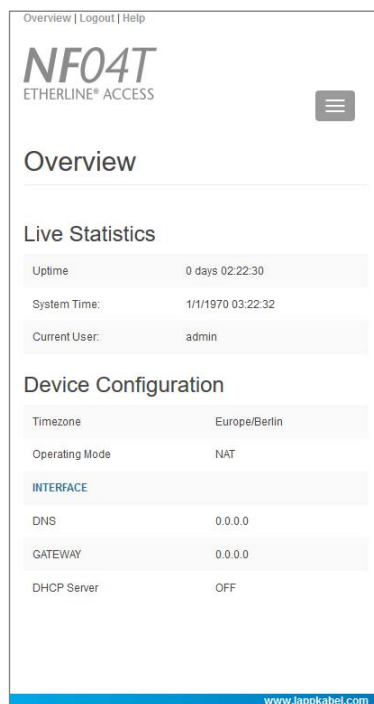 Overview | Logout | Help
NF04T
ETHERLINE® ACCESS
Overview
Live Statistics
Uptime 0 days 02:22:30
System Time: 1/1/1970 03:22:32
Current User: admin
Device Configuration
Timezone Europe/Berlin
Operating Mode NAT
INTERFACE
DNS 0.0.0.0
GATEWAY 0.0.0.0
DHCP Server OFF
www.lappkabel.com